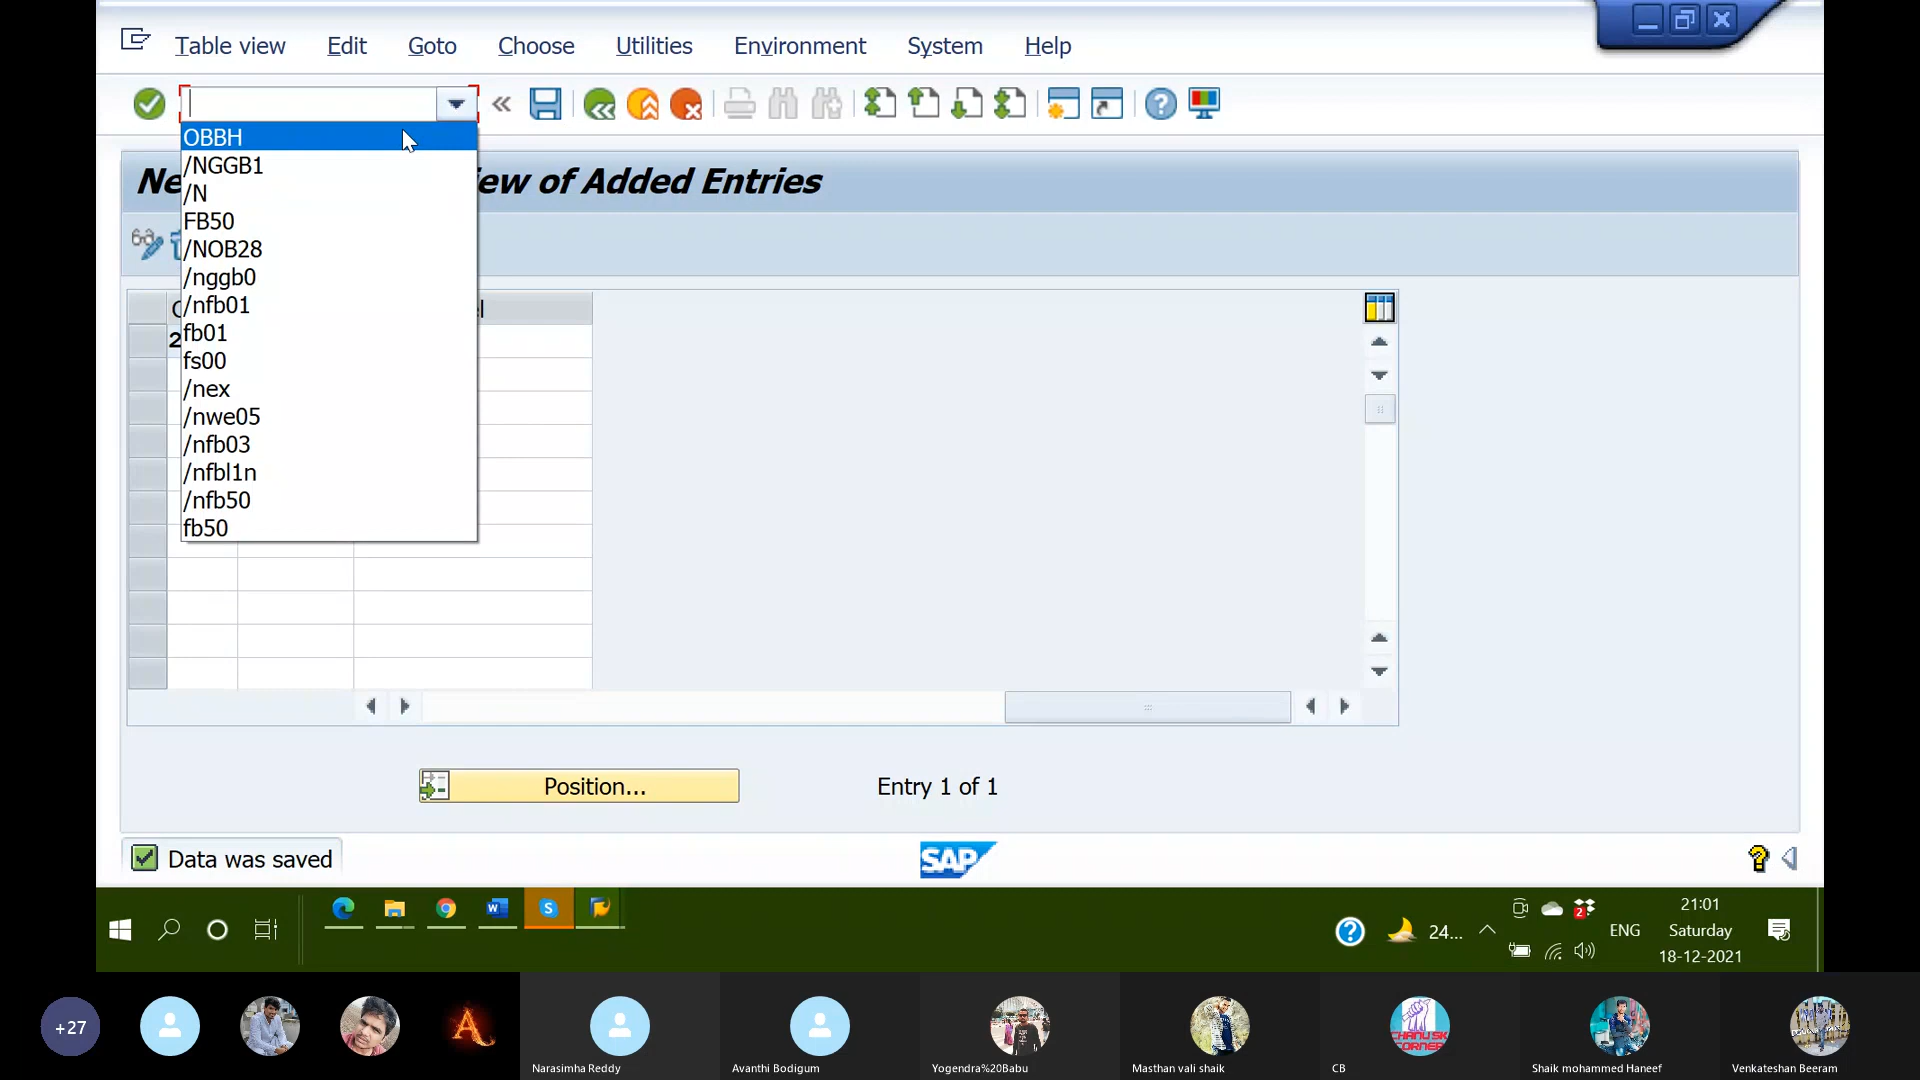 Table view Edit Goto Choose Utilities Environment System Help
OBBH
/NGGB1
/N
FB50
/NOB28
/nggb0
/nfb01
fb01
fs00
/nex
/nwe05
/nfb03
/nfbl1n
/nfb50
fb50
Ne
ew of Added Entries
2
Position... Entry 1 of 1
Data was saved
SAP
24...
2
ENG
21:01
Saturday
18-12-2021
+27
Narasimha Reddy
Avanthi Bodigum
Yogendra%20Babu
Masthan vali shaik
CB
Shaik mohammed Haneef
Venkateshan Beeram